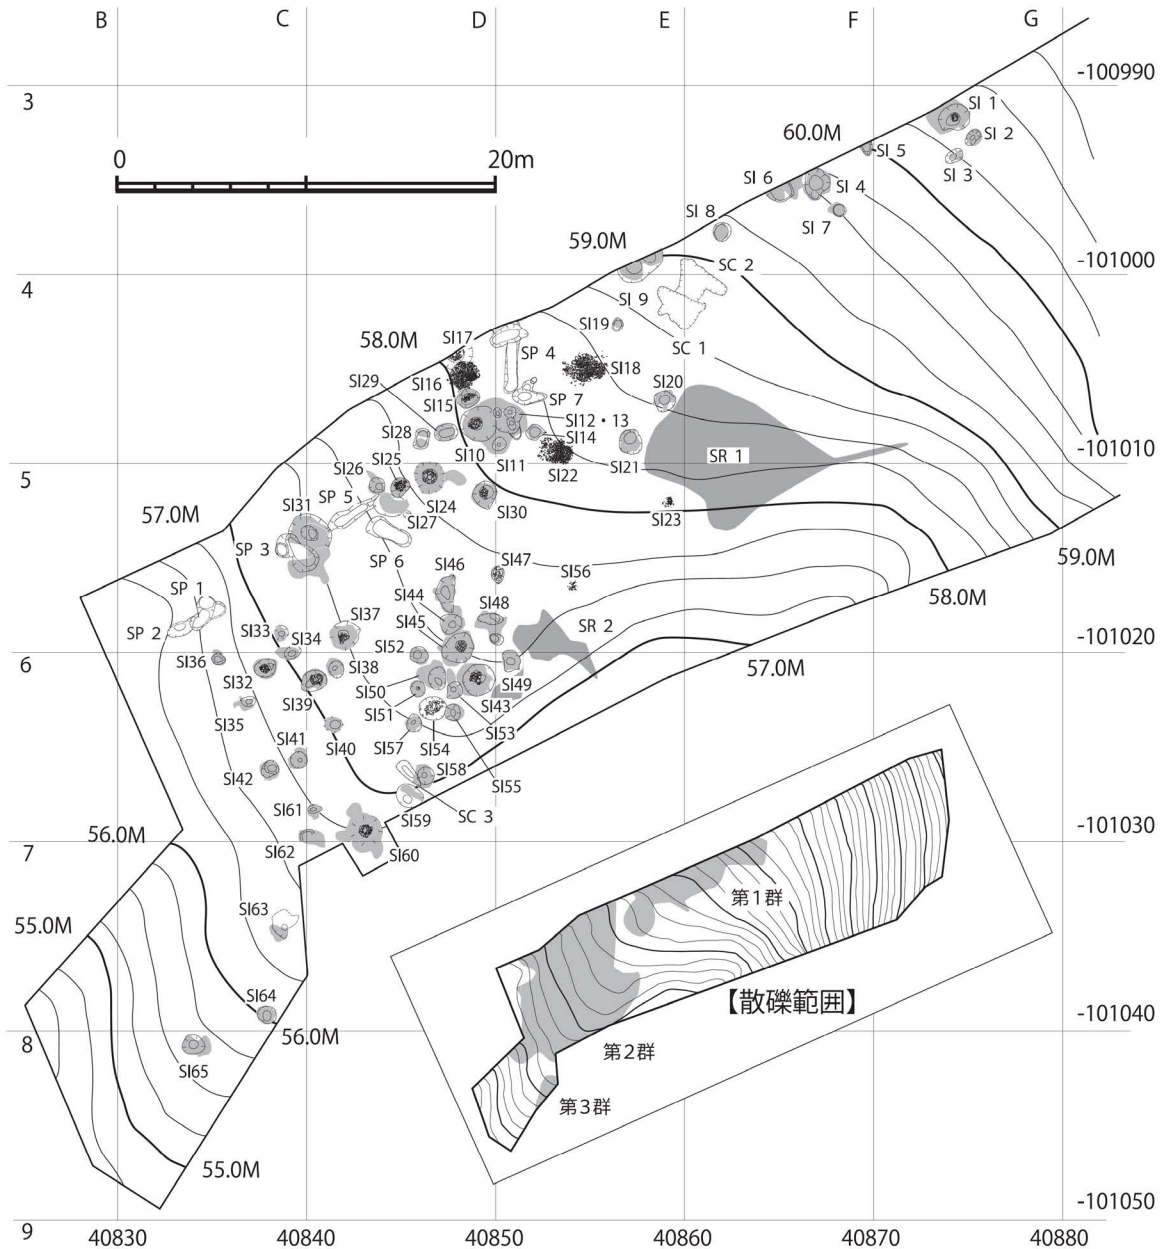 B C D E F G
-100990
3
SI 1
SI 2
60.0M
SI 5
SI 3
0 20m
SI 6
SI 4
SI 7
SI 8
59.0M
-101000
SC 2
4
SI 9
SI19
SI17
58.0M
SP 4
SC 1
SI18
SI16
SI29
SI20
SI15
SP 7
SI12・13
SI28
SI14
-101010
SI10
SR 1
SI25
SI11
SI26
SI22
SI21
5
SP 5
SI31
SI24
SI30
57.0M
SI27
SI23
SP 3
SI47
59.0M
SP 6
SI46
SI56
SP 1
SI44
SI48
58.0M
SI37
SI45
SR 2
SP 2
SI33
SI34
SI52
-101020
6
SI36
57.0M
SI32
SI38
SI50
SI49
SI39
SI51
SI43
SI35
SI53
SI41
SI40
SI57
SI54
SI42
SI58
SI55
SI61
SC 3
SI59
-101030
56.0M
7
SI62
SI60
第1群
SI63
55.0M
【散礫範囲】
SI64
-101040
56.0M
8
第2群
SI65
第3群
55.0M
-101050
9
40830 40840 40850 40860 40870 40880